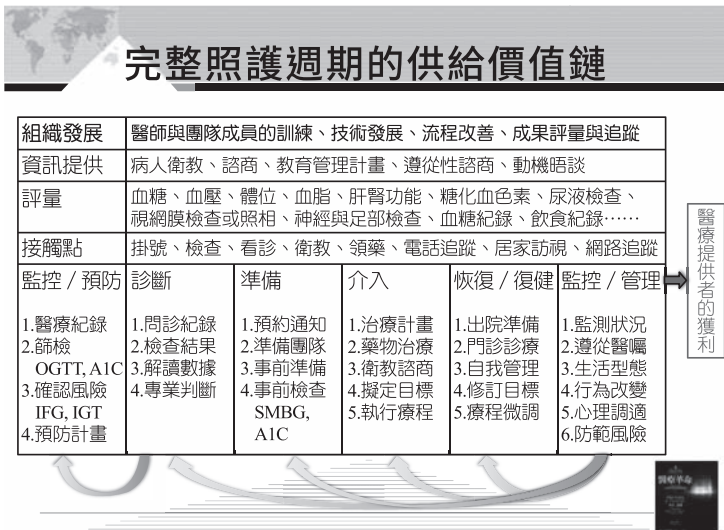 完整照護週期的供給價值鏈
組織發展
醫師與團隊成員的訓練、技術發展、流程改善、成果評量與追蹤
資訊提供
病人衛教、諮商、教育管理計畫、遵從性諮商、動機晤談
評量
血糖、血壓、體位、血脂、肝腎功能、糖化血色素、尿液檢查、
視網膜檢查或照相、神經與足部檢查、血糖紀錄、飲食紀錄……
接觸點
掛號、檢查、看診、衛教、領藥、電話追蹤、居家訪視、網路追蹤
監控／預防
1.醫療紀錄
2.篩檢
OGTT, A1C
3.確認風險
IFG, IGT
4.預防計畫
診斷
1.問診紀錄
2.檢查結果
3.解讀數據
4.專業判斷
準備
1.預約通知
2.準備團隊
3.事前準備
4.事前檢查
SMBG,
A1C
介入
1.治療計畫
2.藥物治療
3.衛教諮商
4.擬定目標
5.執行療程
恢復／復健
1.出院準備
2.門診診療
3.自我管理
4.修訂目標
5.療程微調
監控／管理
1.監測狀況
2.遵從醫囑
3.生活型態
4.行為改變
5.心理調適
6.防範風險
醫療提供者的獲利
醫療革命